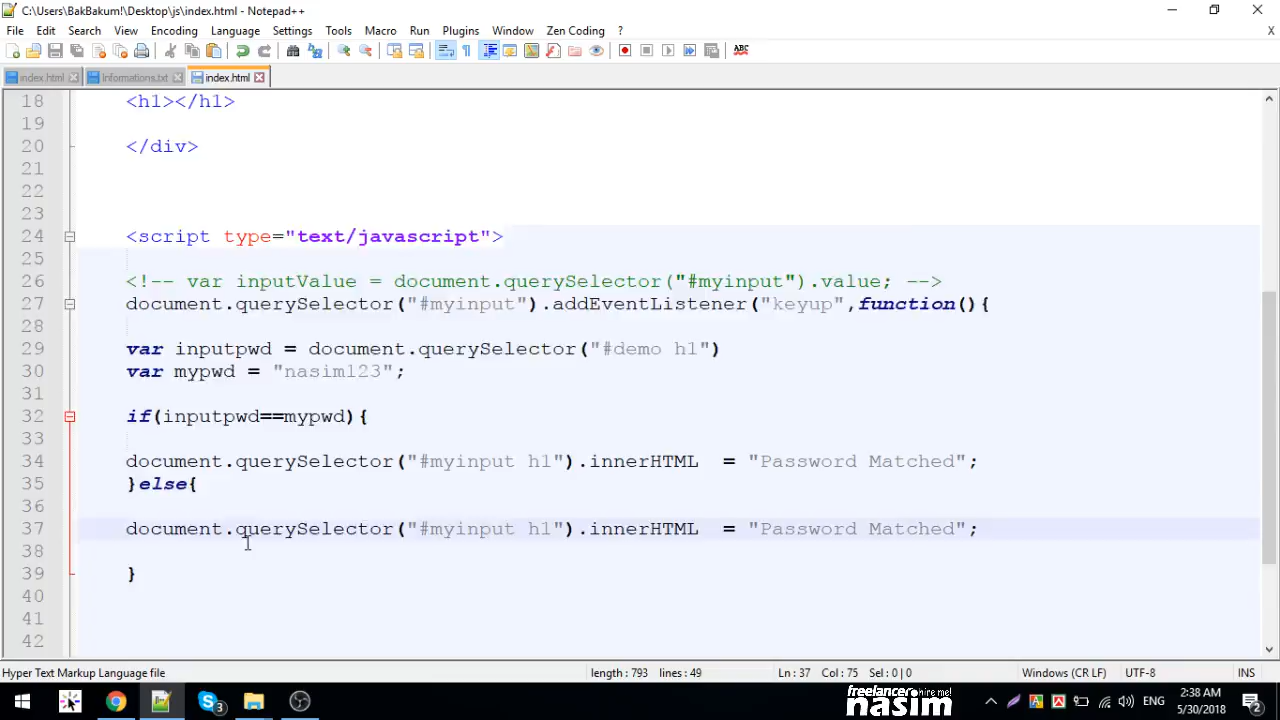 C:\Users\BakBakum!\Desktop\js\index.html - Notepad++
File Edit Search View Encoding Language Settings Tools Macro Run Plugins Window Zen Coding ?
X
ABC
index.html Informations.txt index.html
18 <h1></h1>
19
20 </div>
21
22
23
24 <script type="text/javascript">
25
26 <!-- var inputValue = document.querySelector("#myinput").value; -->
27 document.querySelector("#myinput").addEventListener("keyup",function(){
28
29 var inputpwd = document.querySelector("#demo h1")
30 var mypwd = "nasim123";
31
32 if(inputpwd==mypwd){
33
34 document.querySelector("#myinput h1").innerHTML  = "Password Matched";
35 }else{
36
37 document.querySelector("#myinput h1").innerHTML  = "Password Matched";
38
39 }
40
41
42
Hyper Text Markup Language file length : 793 lines : 49 Ln : 37 Col : 75 Sel : 0 | 0 Windows (CR LF) UTF-8 INS
3 freelancer hire me! nasim ENG 2:38 AM 5/30/2018 2